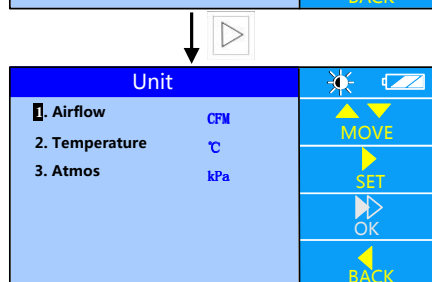 BACK
Unit
1. Airflow CFM
2. Temperature ℃
3. Atmos kPa
MOVE
SET
OK
BACK